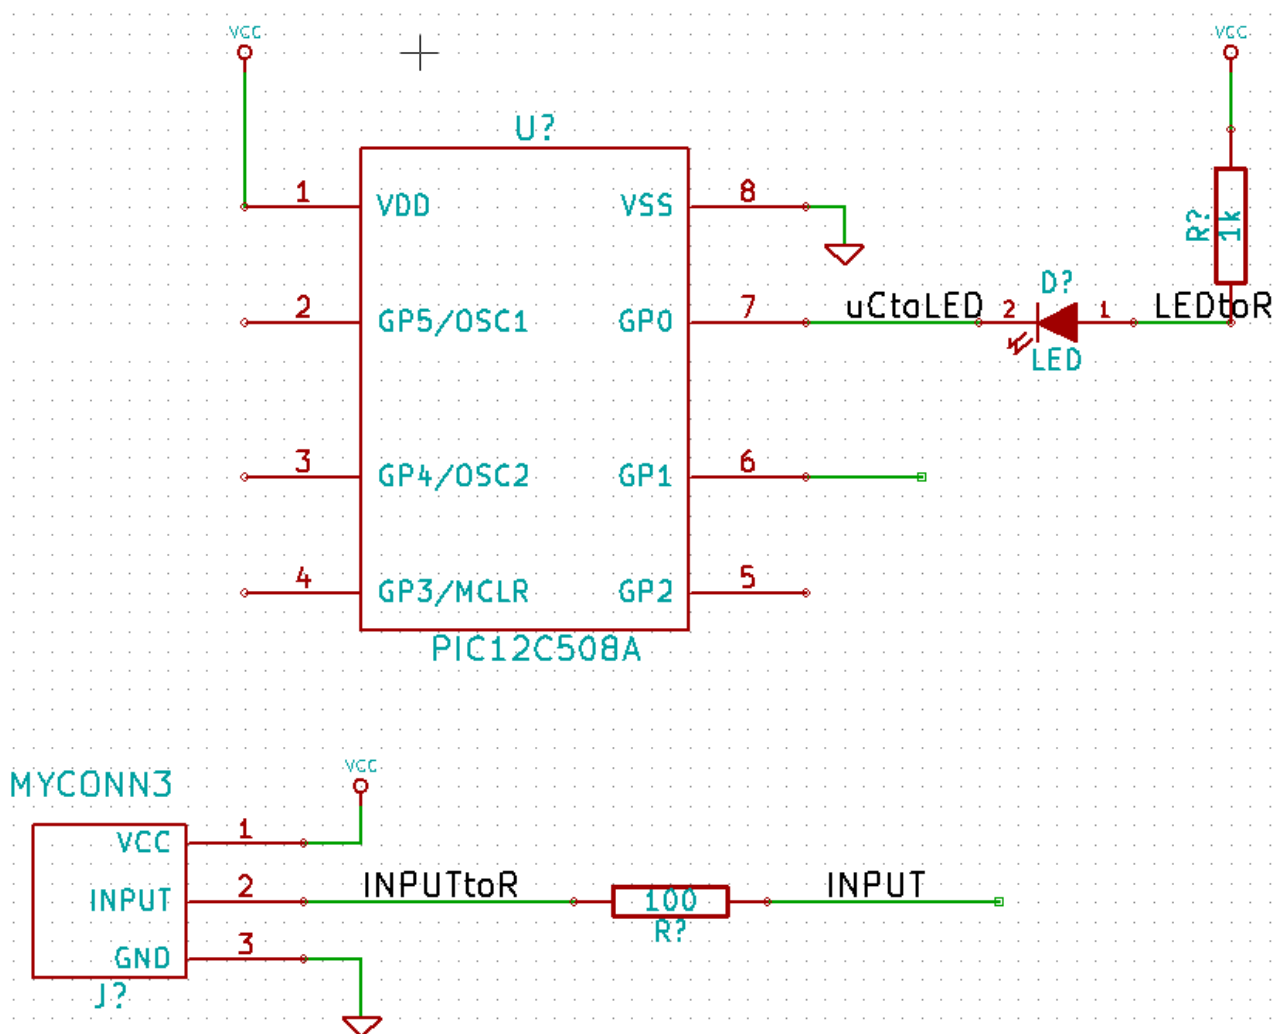 VCC
VCC
U?
1
VDD
VSS
8
R?
1k
2
GP5/OSC1
GP0
7
uCtoLED
2
D?
1
LEDtoR
LED
3
GP4/OSC2
GP1
6
4
GP3/MCLR
GP2
5
PIC12C508A
MYCONN3
VCC
VCC
1
INPUT
2
INPUTtoR
100
R?
INPUT
GND
3
J?